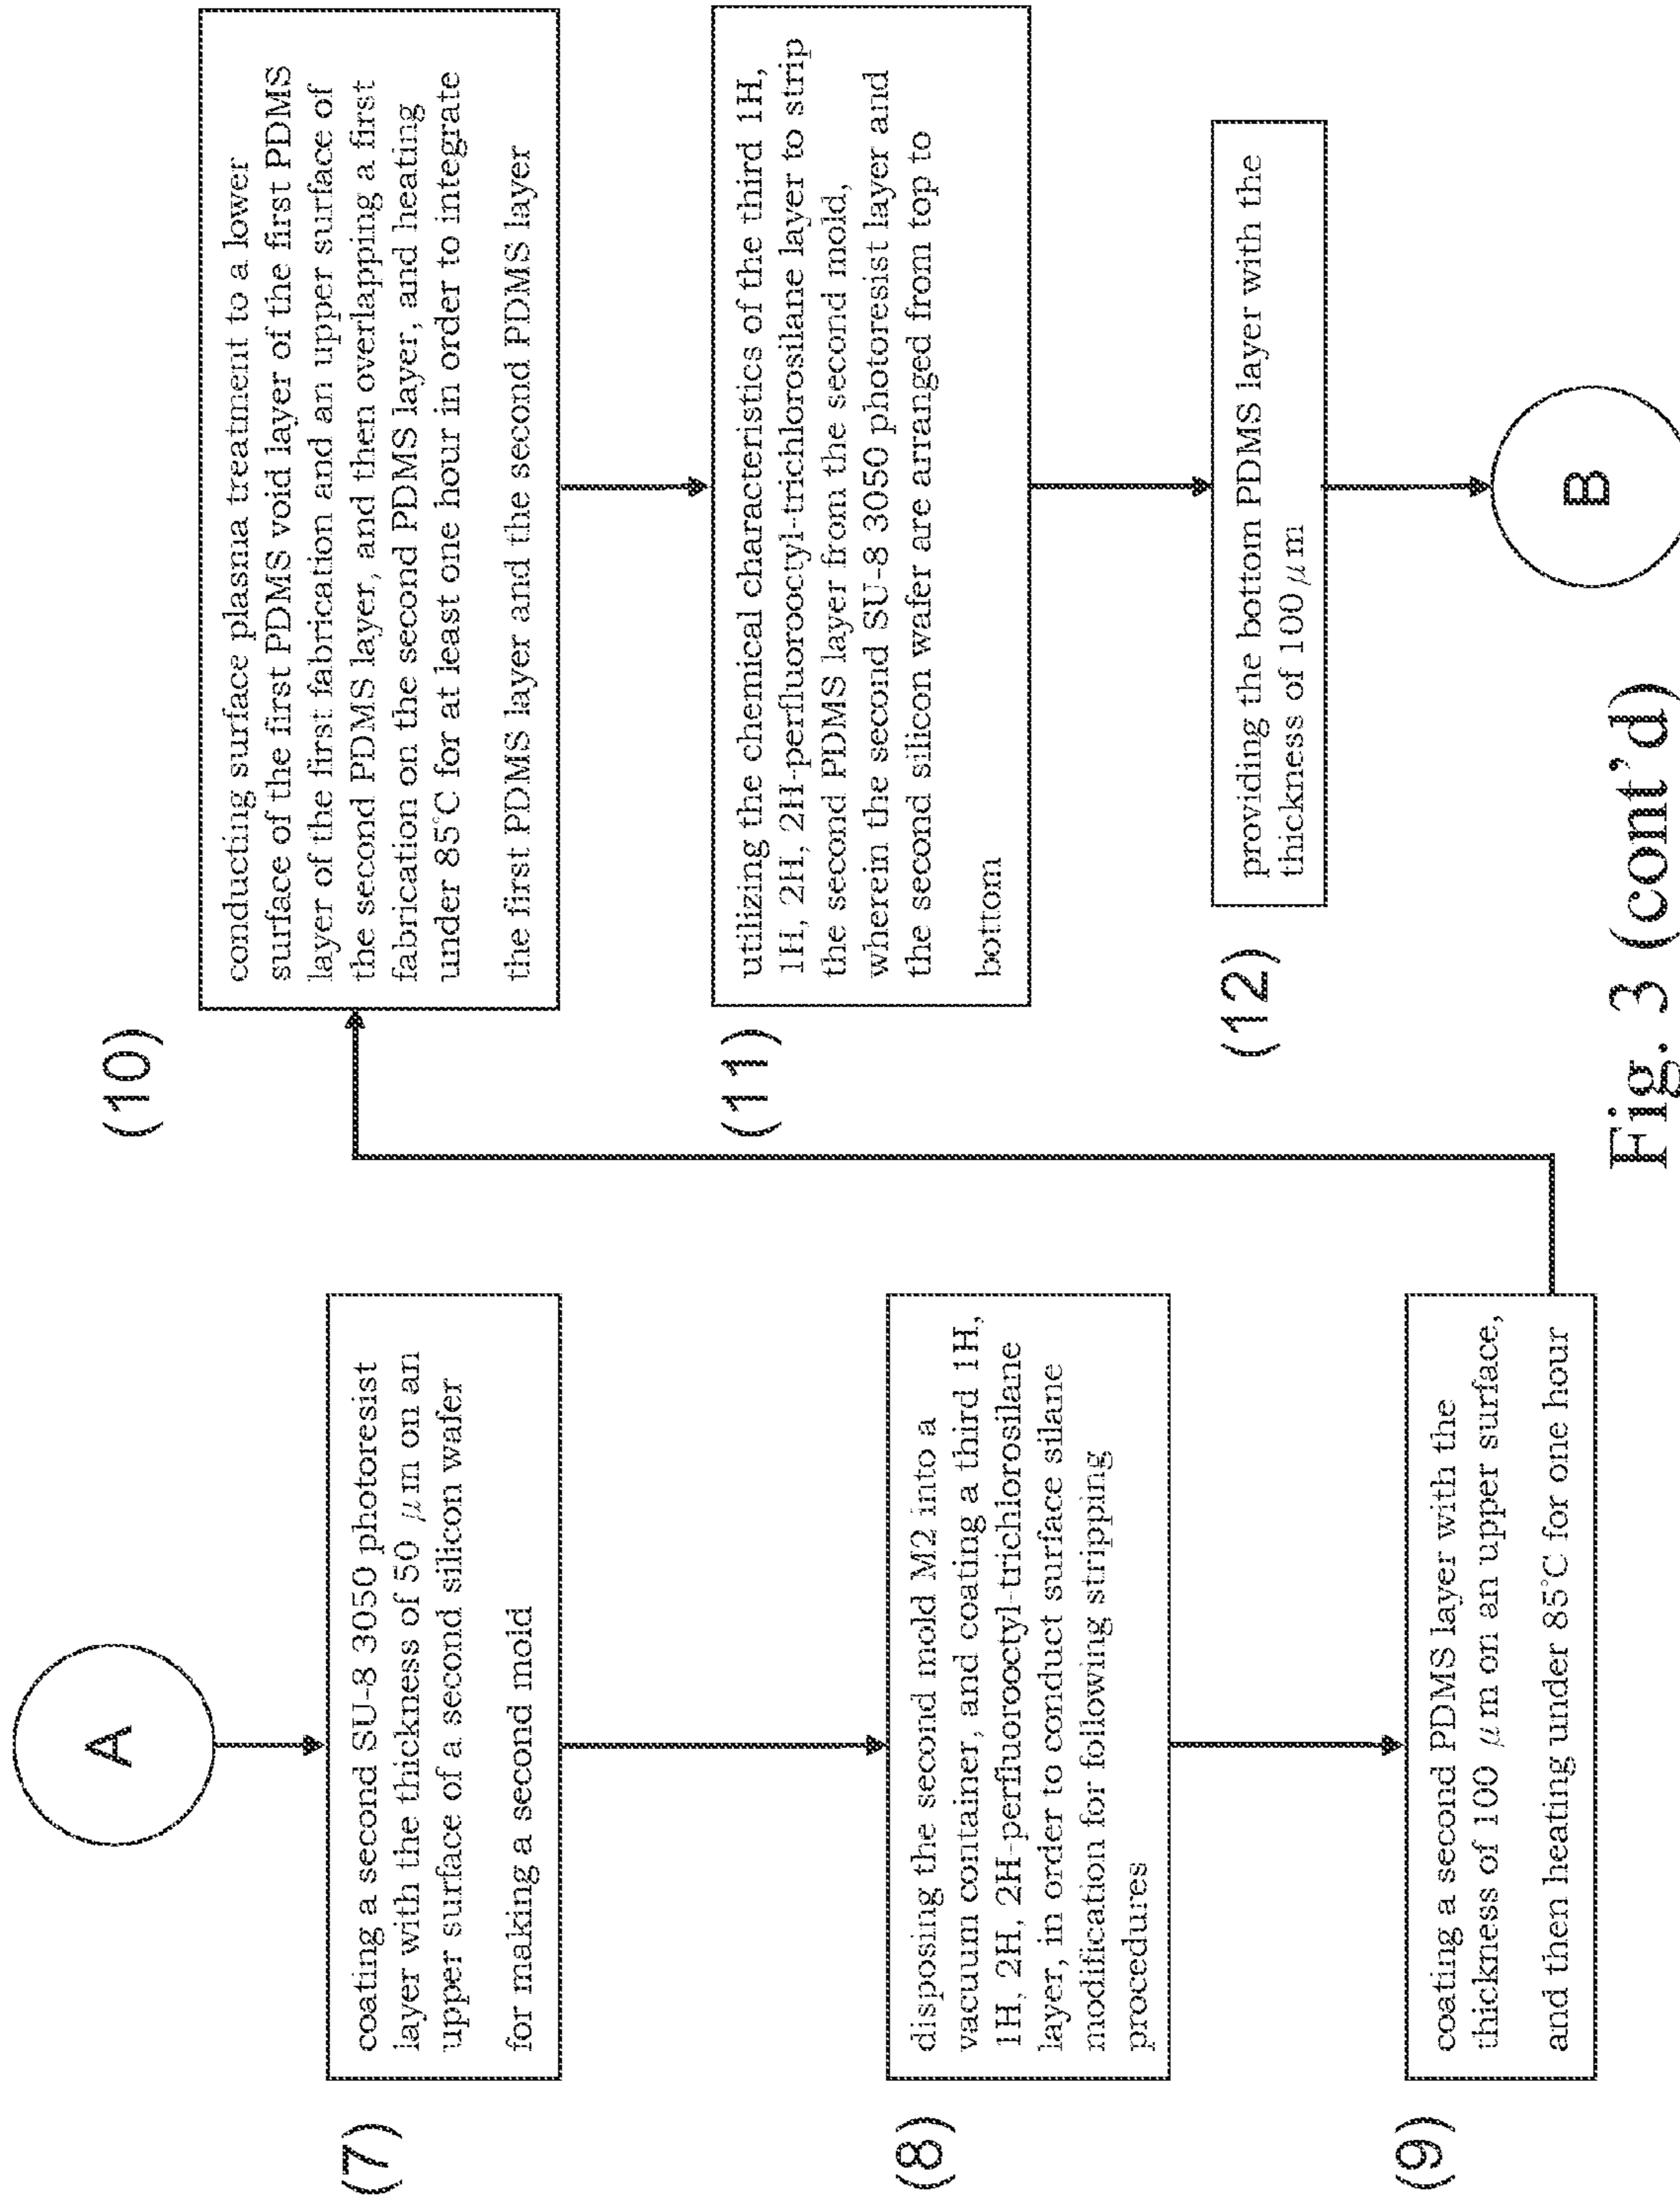 A
(7)
coating a second SU-8 3050 photoresist
layer with the thickness of 50 μm on an
upper surface of a second silicon wafer
for making a second mold
(8)
disposing the second mold M2 into a
vacuum container, and coating a third 1H,
1H, 2H, 2H-perfluorooctyl-trichlorosilane
layer, in order to conduct surface silane
modification for following stripping
procedures
(9)
coating a second PDMS layer with the
thickness of 100 μm on an upper surface,
and then heating under 85°C for one hour
(10)
conducting surface plasma treatment to a lower
surface of the first PDMS void layer of the first PDMS
layer of the first fabrication and an upper surface of
the second PDMS layer, and then overlapping a first
fabrication on the second PDMS layer, and heating
under 85°C for at least one hour in order to integrate
the first PDMS layer and the second PDMS layer
(11)
utilizing the chemical characteristics of the third 1H,
1H, 2H, 2H-perfluorooctyl-trichlorosilane layer to strip
the second PDMS layer from the second mold,
wherein the second SU-8 3050 photoresist layer and
the second silicon wafer are arranged from top to
bottom
(12)
providing the bottom PDMS layer with the
thickness of 100μm
B
Fig. 3 (cont'd)